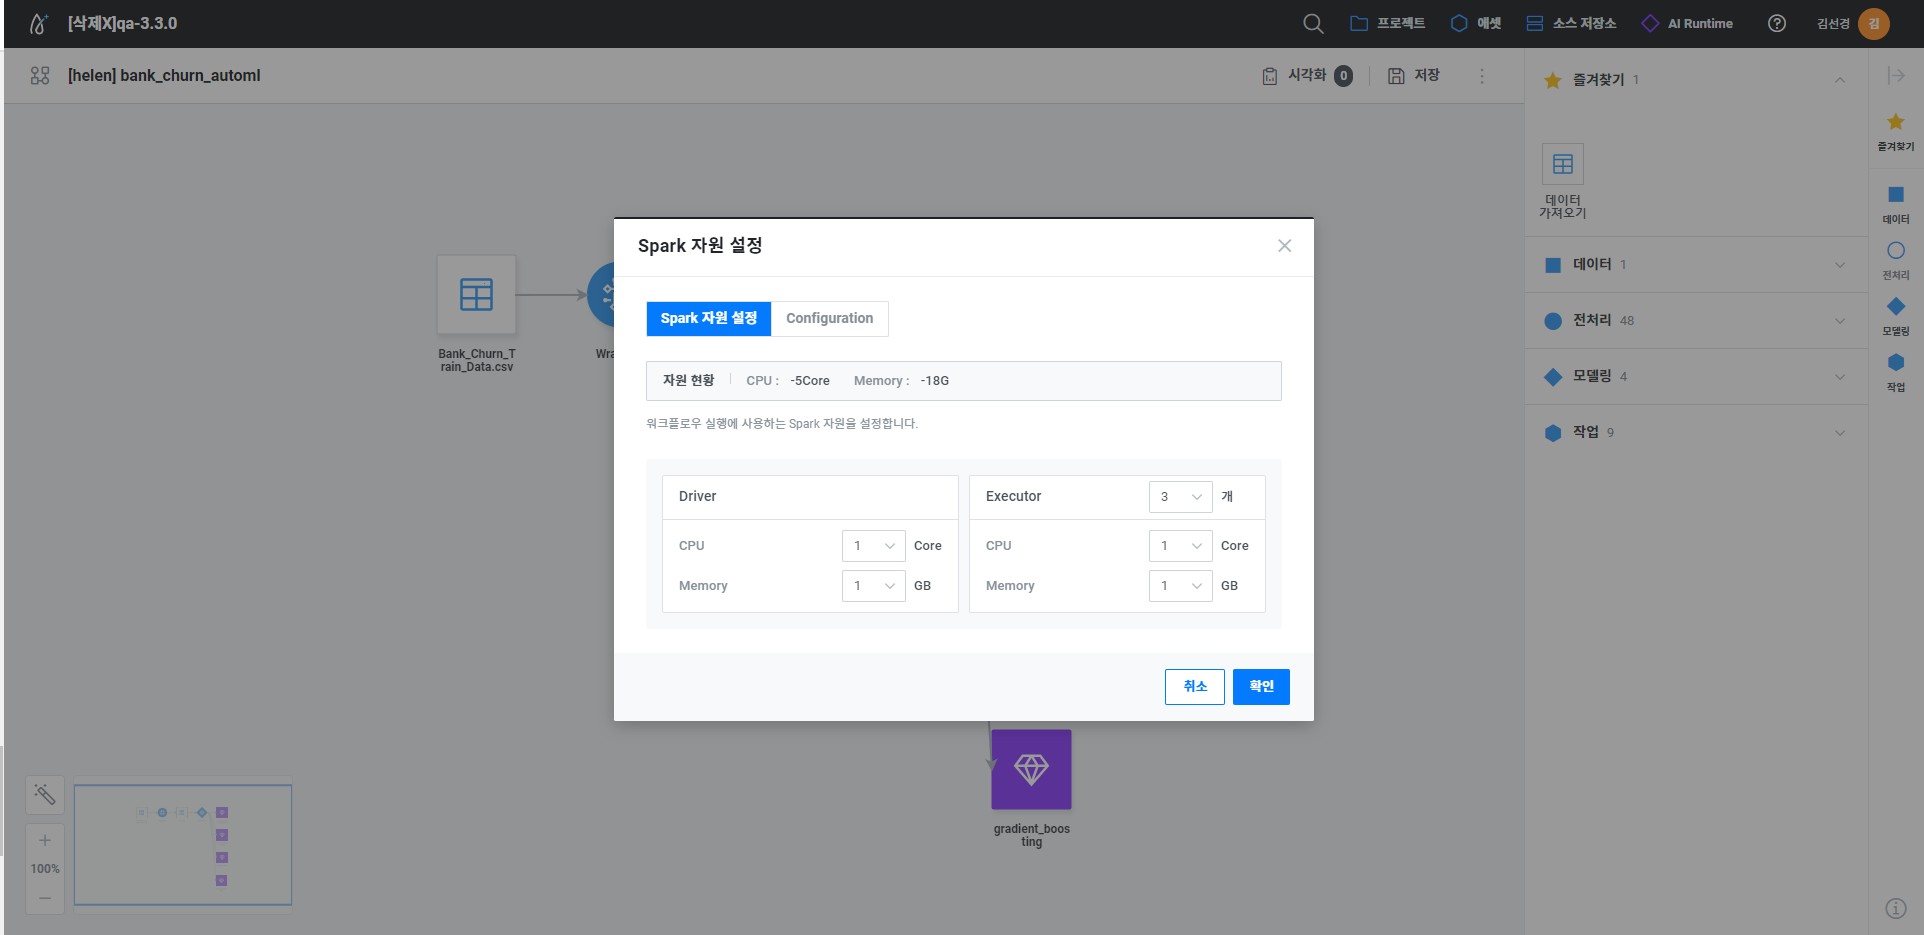 [삭제X]qa-3.3.0
프로젝트
애셋
소스 저장소
AI Runtime
김선경
김
[helen] bank_churn_automl
시각화 0
저장
즐겨찾기 1
데이터
가져오기
데이터 1
전처리 48
모델링 4
작업 9
즐겨찾기
데이터
전처리
모델링
작업
Bank_Churn_T
rain_Data.csv
Wra
Spark 자원 설정
Spark 자원 설정
Configuration
자원 현황
CPU : -5Core
Memory : -18G
워크플로우 실행에 사용하는 Spark 자원을 설정합니다.
Driver
CPU 1 Core
Memory 1 GB
Executor 3 개
CPU 1 Core
Memory 1 GB
취소
확인
gradient_boos
ting
100%